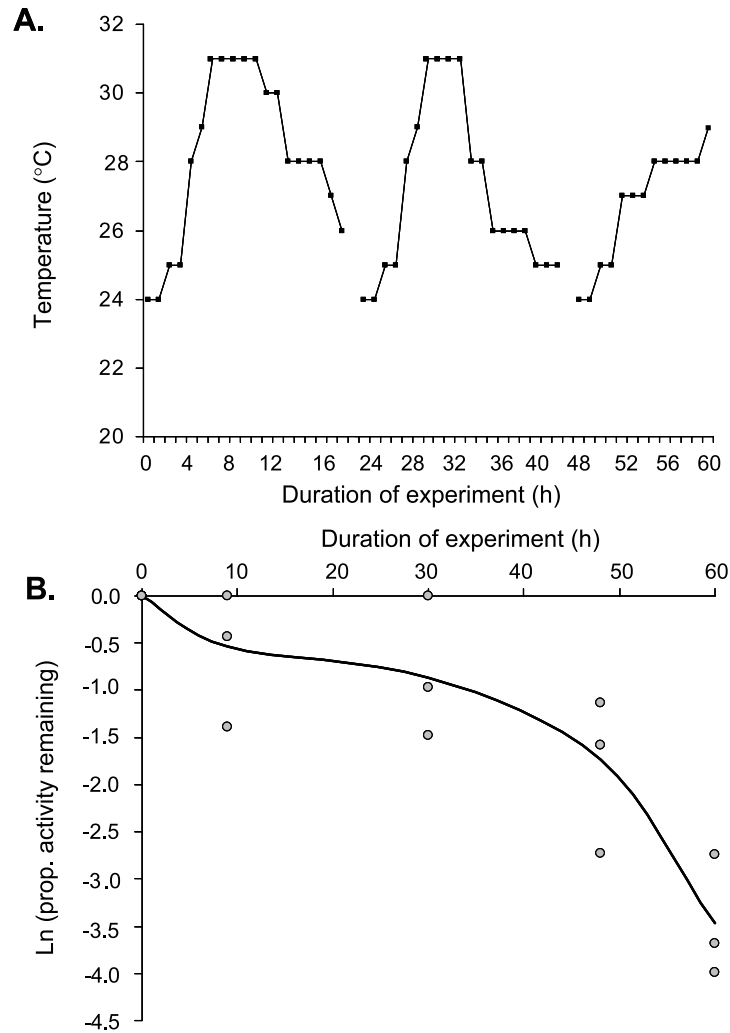 A.
32
30
28
26
24
22
20
Temperature (°C)
0 4 8 12 16 24 28 32 36 40 48 52 56 60
Duration of experiment (h)
Duration of experiment (h)
B.
0 10 20 30 40 50 60
0.0
-0.5
-1.0
-1.5
-2.0
-2.5
-3.0
-3.5
-4.0
-4.5
Ln (prop. activity remaining)